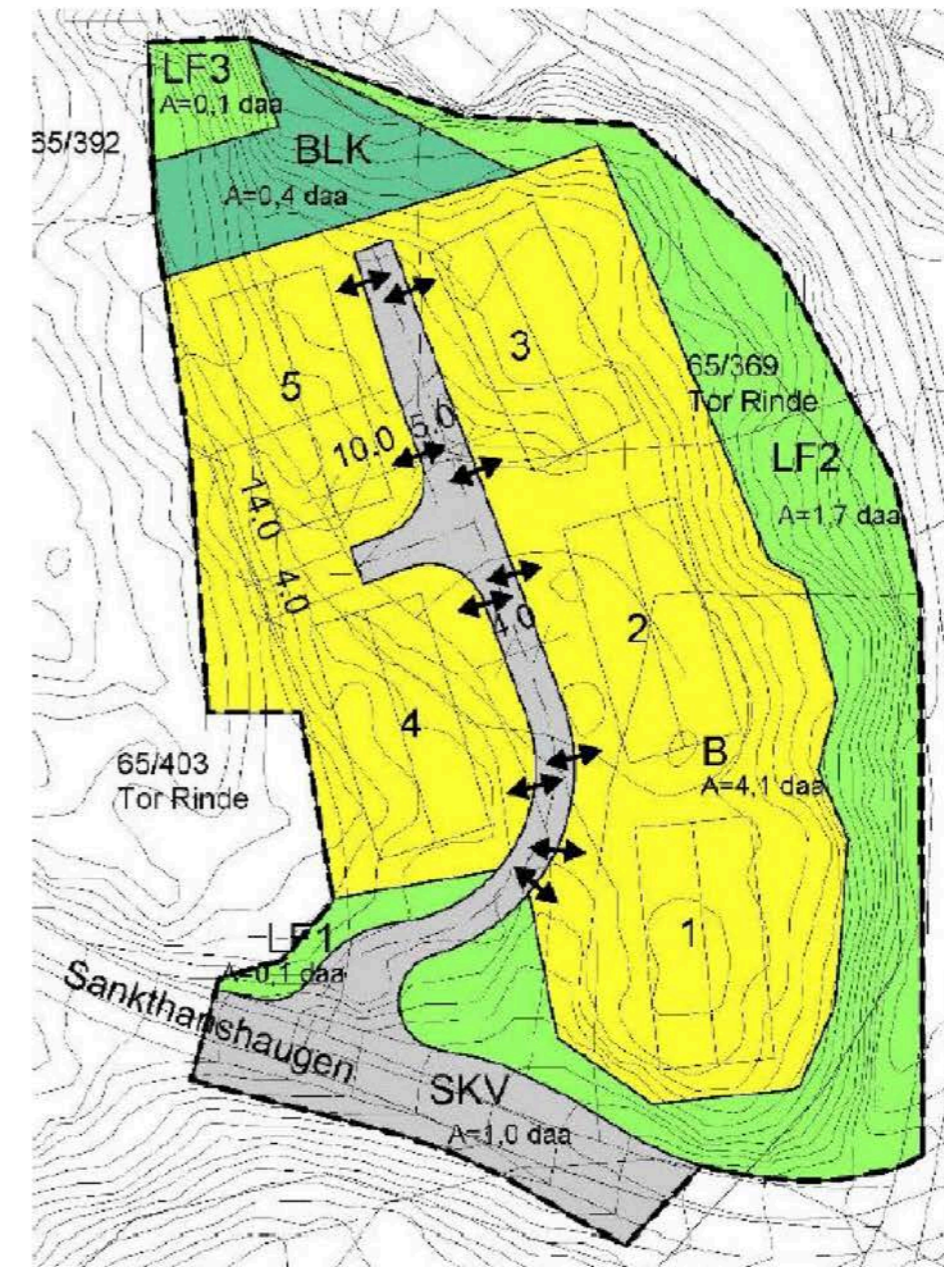 LF3
A=0,1 daa
65/392
BLK
A=0,4 daa
3
5
65/369
Tor Rinde
5.0
10.0
LF2
14.0
A=1,7 daa
4.0
4.0
2
4
B
65/403
Tor Rinde
A=4,1 daa
1
LF1
A=0,1 daa
Sankthanshaugen
SKV
A=1,0 daa